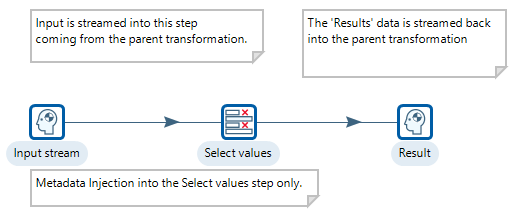 Input is streamed into this step
coming from the parent transformation.
The 'Results' data is streamed back
into the parent transformation
Input stream
Select values
Result
Metadata Injection into the Select values step only.